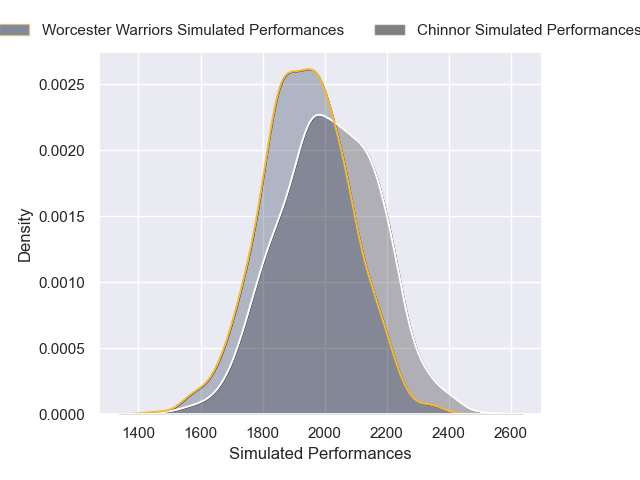 Worcester Warriors Simulated Performances
Chinnor Simulated Performances
0.0025
0.0020
0.0015
0.0010
0.0005
0.0000
Density
1400 1600 1800 2000 2200 2400 2600
Simulated Performances